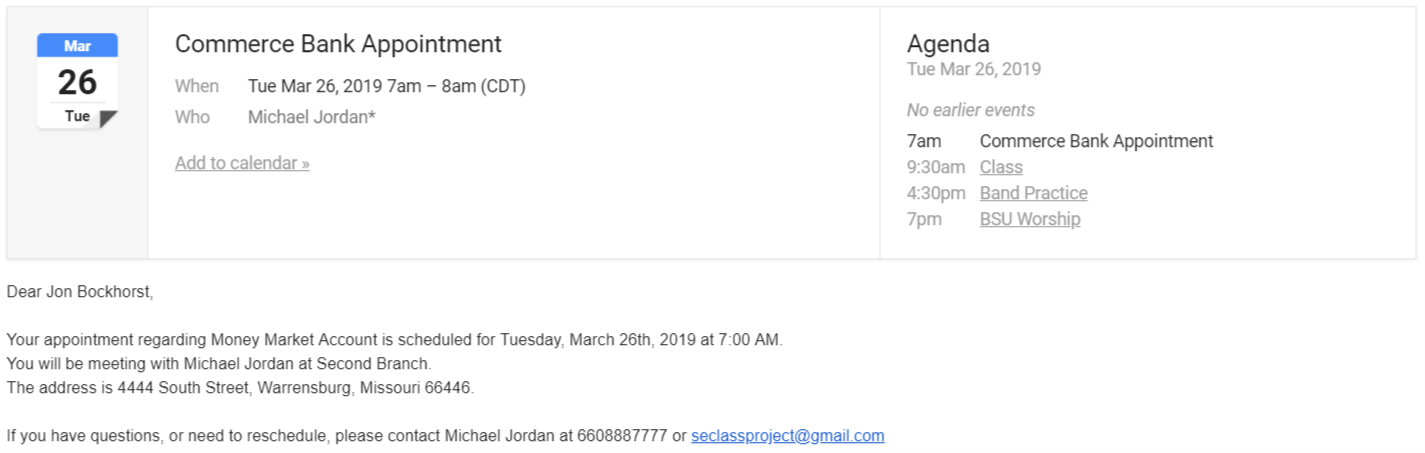 Mar
26
Tue
Commerce Bank Appointment
When Tue Mar 26, 2019 7am – 8am (CDT)
Who Michael Jordan*
Add to calendar »
Agenda
Tue Mar 26, 2019
No earlier events
7am Commerce Bank Appointment
9:30am Class
4:30pm Band Practice
7pm BSU Worship
Dear Jon Bockhorst,
Your appointment regarding Money Market Account is scheduled for Tuesday, March 26th, 2019 at 7:00 AM.
You will be meeting with Michael Jordan at Second Branch.
The address is 4444 South Street, Warrensburg, Missouri 66446.
If you have questions, or need to reschedule, please contact Michael Jordan at 6608887777 or seclassproject@gmail.com